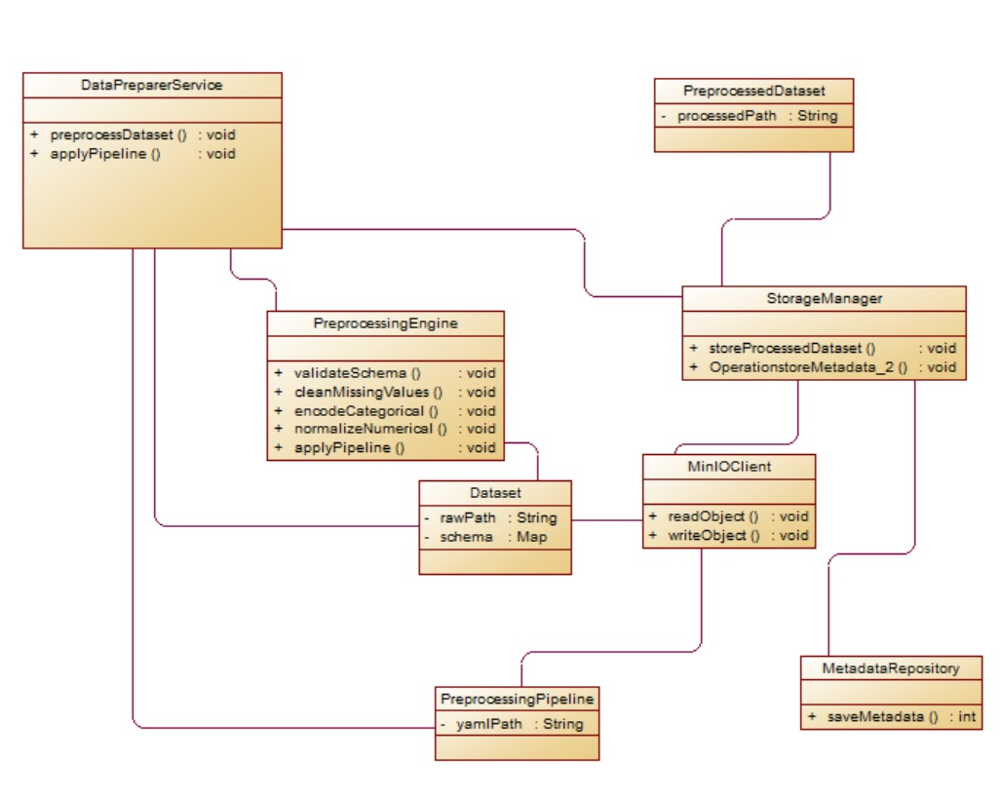 DataPreparerService
+ preprocessDataset () : void
+ applyPipeline () : void
PreprocessedDataset
- processedPath : String
StorageManager
+ storeProcessedDataset () : void
+ OperationstoreMetadata_2 () : void
PreprocessingEngine
+ validateSchema () : void
+ cleanMissingValues () : void
+ encodeCategorical () : void
+ normalizeNumerical () : void
+ applyPipeline () : void
MinIOClient
+ readObject () : void
+ writeObject () : void
Dataset
- rawPath : String
- schema : Map
MetadataRepository
+ saveMetadata () : int
PreprocessingPipeline
- yamlPath : String